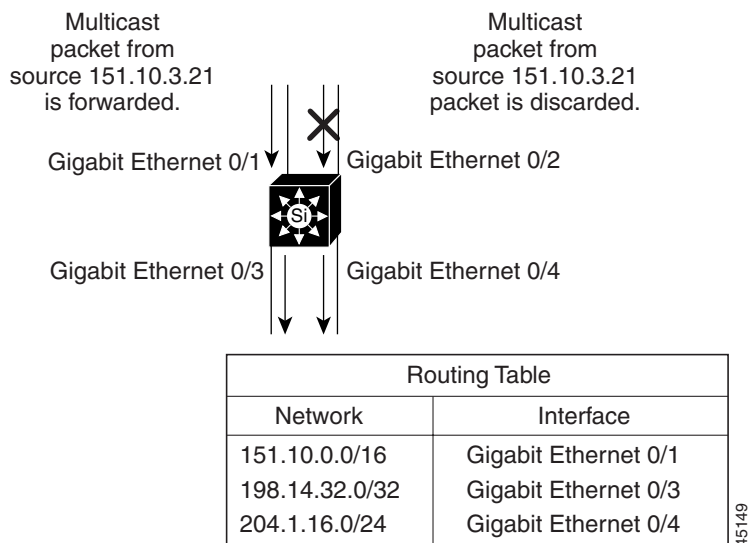 Multicast
packet from
source 151.10.3.21
is forwarded.
Multicast
packet from
source 151.10.3.21
packet is discarded.
Gigabit Ethernet 0/1
Gigabit Ethernet 0/2
Si
Gigabit Ethernet 0/3
Gigabit Ethernet 0/4
Routing Table
Network Interface
151.10.0.0/16 Gigabit Ethernet 0/1
198.14.32.0/32 Gigabit Ethernet 0/3
204.1.16.0/24 Gigabit Ethernet 0/4
45149